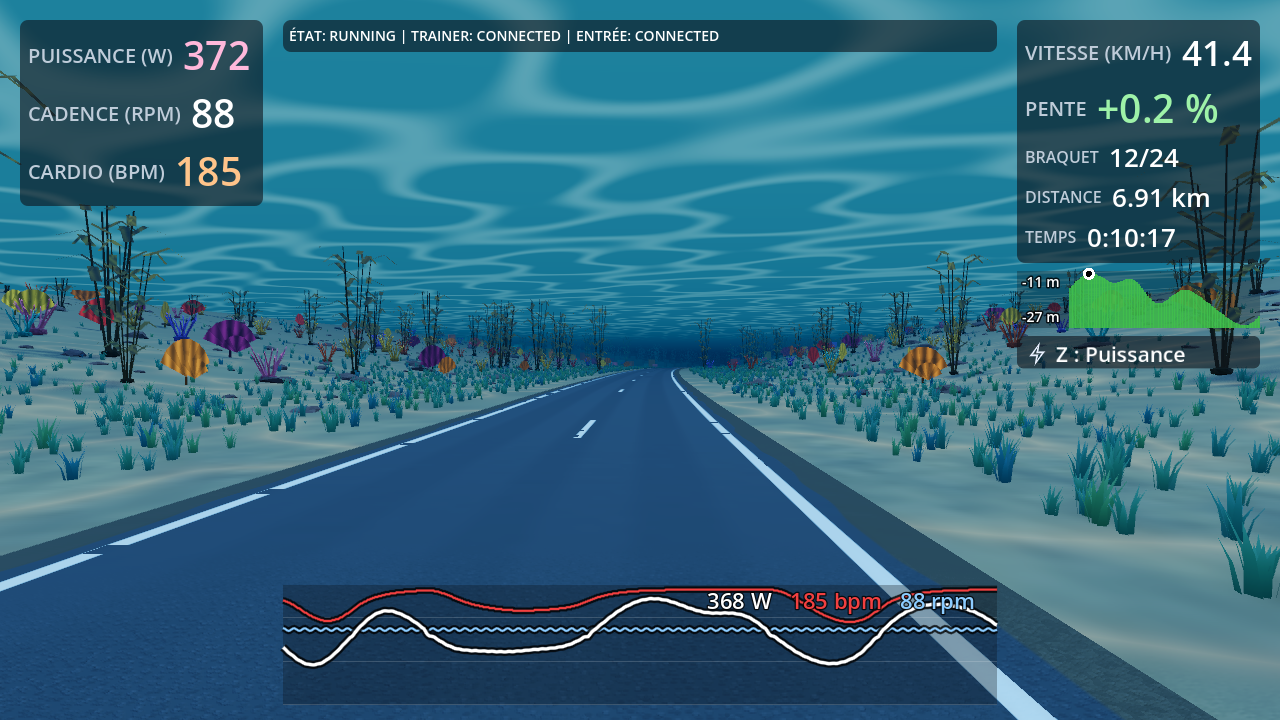 PUISSANCE (W) 372
CADENCE (RPM) 88
CARDIO (BPM) 185
ÉTAT: RUNNING | TRAINER: CONNECTED | ENTRÉE: CONNECTED
VITESSE (KM/H) 41.4
PENTE +0.2 %
BRAQUET 12/24
DISTANCE 6.91 km
TEMPS 0:10:17
-11 m
-27 m
Z : Puissance
368 W 185 bpm 88 rpm